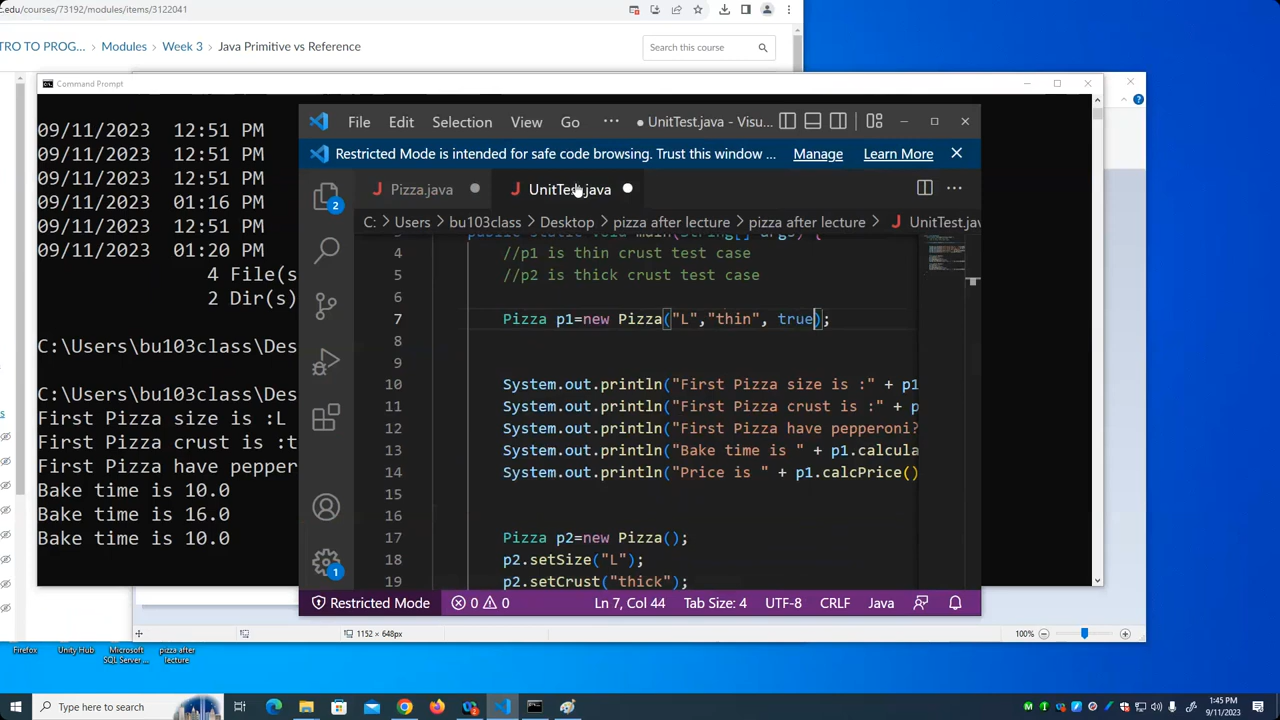 c.edu/courses/73192/modules/items/3122041
TRO TO PROG... > Modules > Week 3 > Java Primitive vs Reference
Search this course
Command Prompt
09/11/2023 12:51 PM
09/11/2023 12:51 PM
09/11/2023 12:51 PM
09/11/2023 01:16 PM
09/11/2023 12:51 PM
09/11/2023 01:20 PM
4 File(s
2 Dir(s)
C:\Users\bu103class\Des
C:\Users\bu103class\Des
First Pizza size is :L
First Pizza crust is :t
First Pizza have pepper
Bake time is 10.0
Bake time is 16.0
Bake time is 10.0
File Edit Selection View Go ... ● UnitTest.java - Visu...
Restricted Mode is intended for safe code browsing. Trust this window ... Manage Learn More
J Pizza.java ● J UnitTest.java ●
C: > Users > bu103class > Desktop > pizza after lecture > pizza after lecture > J UnitTest.java
public static void main(String[] args) {
4 //p1 is thin crust test case
5 //p2 is thick crust test case
6
7 Pizza p1=new Pizza("L","thin", true);
8
9
10 System.out.println("First Pizza size is :" + p1
11 System.out.println("First Pizza crust is :" + p
12 System.out.println("First Pizza have pepperoni?
13 System.out.println("Bake time is " + p1.calcula
14 System.out.println("Price is " + p1.calcPrice()
15
16
17 Pizza p2=new Pizza();
18 p2.setSize("L");
19 p2.setCrust("thick");
2
1
Restricted Mode 0 0 Ln 7, Col 44 Tab Size: 4 UTF-8 CRLF Java
1152 × 648px
100%
Firefox
Unity Hub
Microsoft
SQL Server ...
pizza after
lecture
Type here to search
1:45 PM
9/11/2023